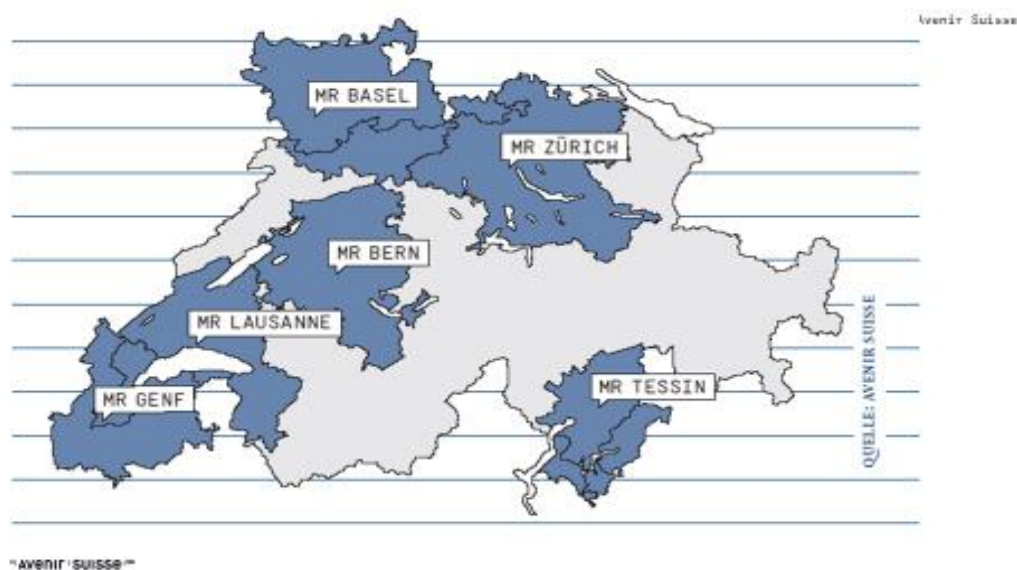 Avenir Suisse
MR BASEL
MR ZÜRICH
MR BERN
MR LAUSANNE
MR TESSIN
MR GENF
QUELLE: AVENIR SUISSE
avenir suisse